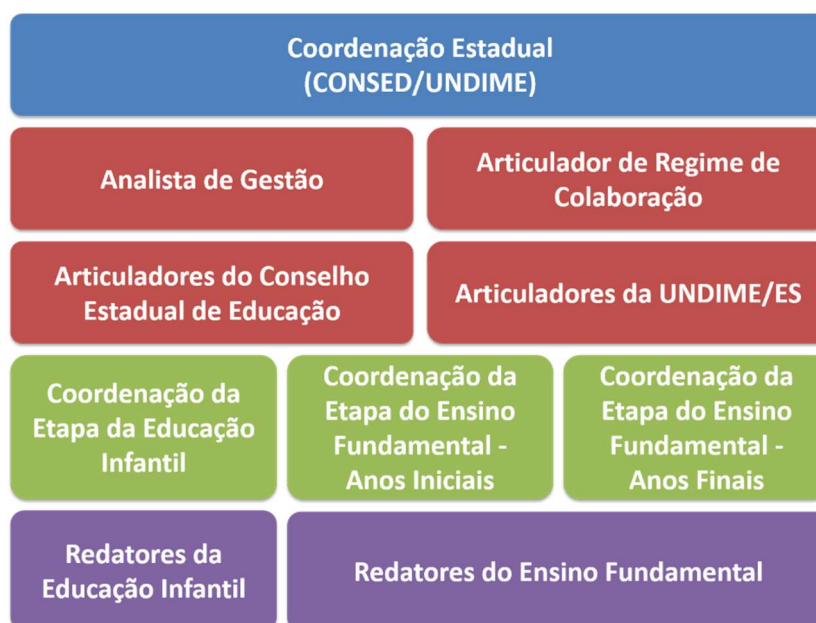 Coordenação Estadual
(CONSED/UNDIME)
Analista de Gestão
Articulador de Regime de
Colaboração
Articuladores do Conselho
Estadual de Educação
Articuladores da UNDIME/ES
Coordenação da
Etapa da Educação
Infantil
Coordenação da
Etapa do Ensino
Fundamental -
Anos Iniciais
Coordenação da
Etapa do Ensino
Fundamental -
Anos Finais
Redatores da
Educação Infantil
Redatores do Ensino Fundamental